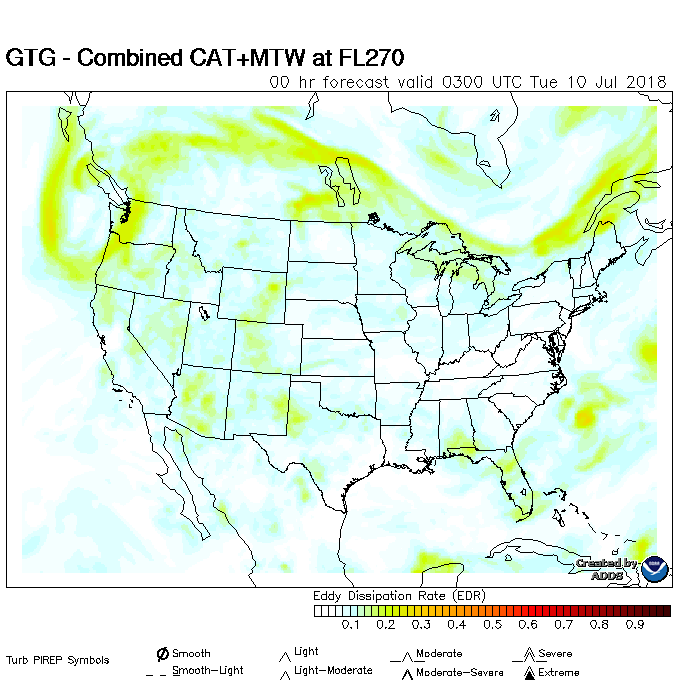 GTG - Combined CAT+MTW at FL270
00 hr forecast valid 0300 UTC Tue 10 Jul 2018
Created by
ADDS
NOAA
Eddy Dissipation Rate (EDR)
0.1 0.2 0.3 0.4 0.5 0.6 0.7 0.8 0.9
Turb PIREP Symbols
Smooth
Light
Moderate
Severe
Smooth-Light
Light-Moderate
Moderate-Severe
Extreme